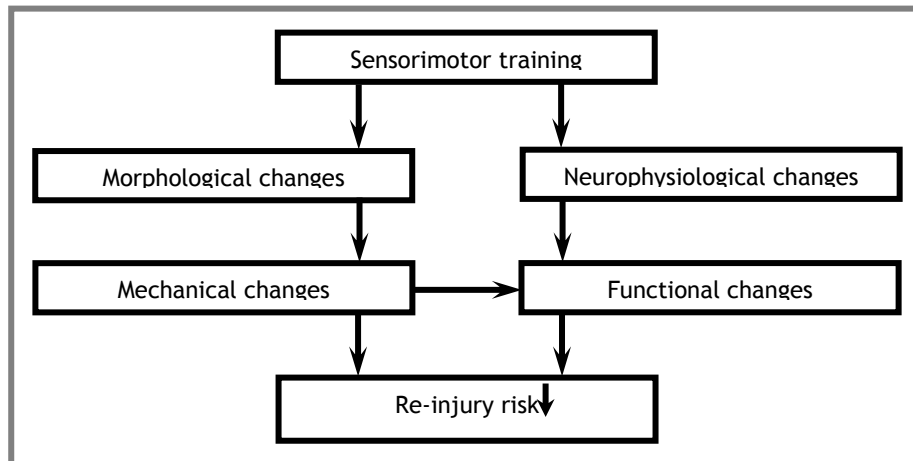 Sensorimotor training
Morphological changes
Neurophysiological changes
Mechanical changes
Functional changes
Re-injury risk